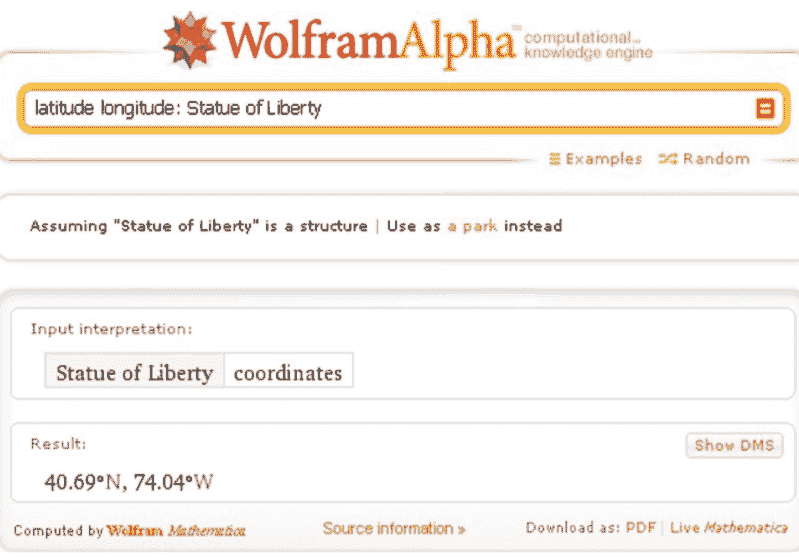 WolframAlpha™ computational...
knowledge engine
latitude longitude: Statue of Liberty
Examples Random
Assuming "Statue of Liberty" is a structure | Use as a park instead
Input interpretation:
Statue of Liberty coordinates
Result:
Show DMS
40.69°N, 74.04°W
Computed by Wolfram Mathematica Source information » Download as: PDF | Live Mathematica